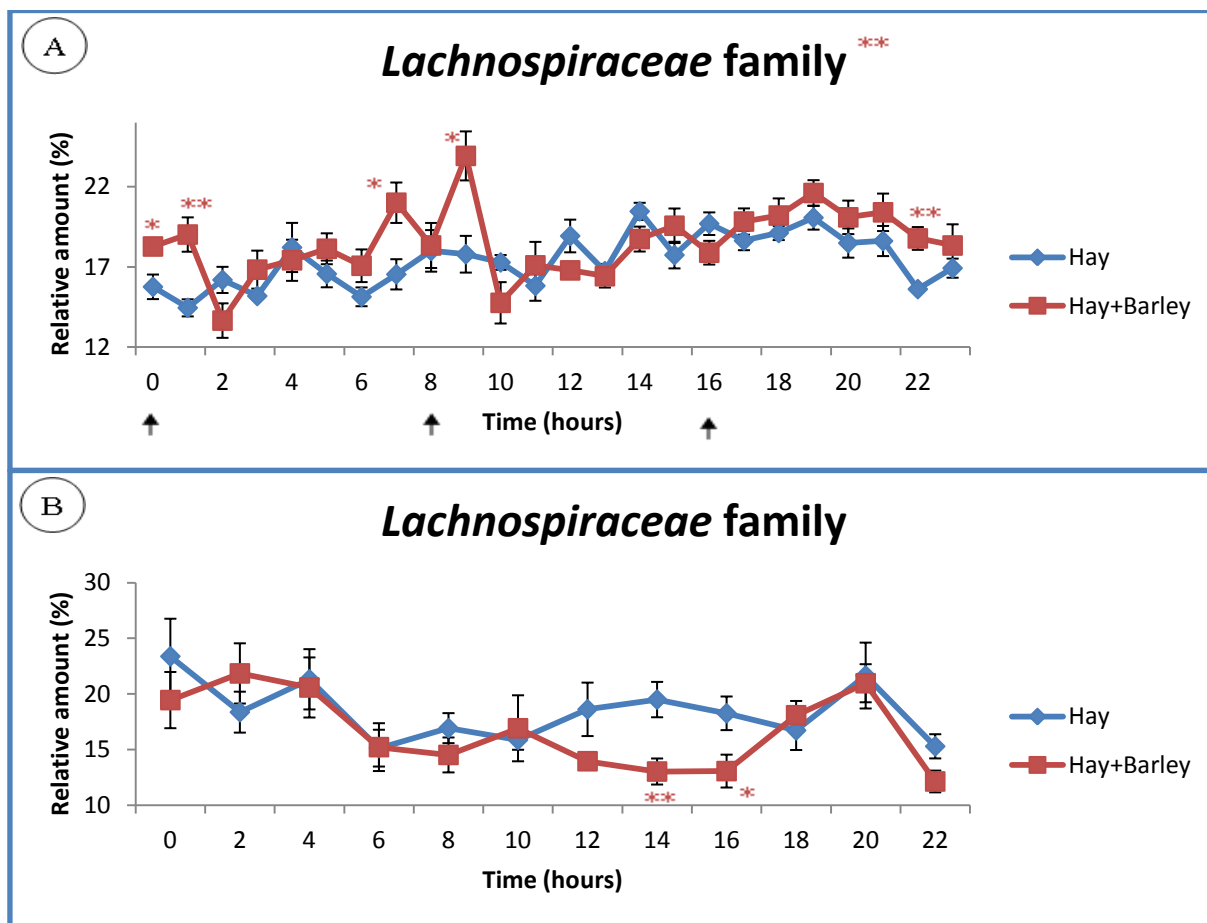 A
Lachnospiraceae family **
Relative amount (%)
22
17
12
*
**
*
*
**
0 2 4 6 8 10 12 14 16 18 20 22
Time (hours)
Hay
Hay+Barley
B
Lachnospiraceae family
Relative amount (%)
30
25
20
15
10
**
*
0 2 4 6 8 10 12 14 16 18 20 22
Time (hours)
Hay
Hay+Barley